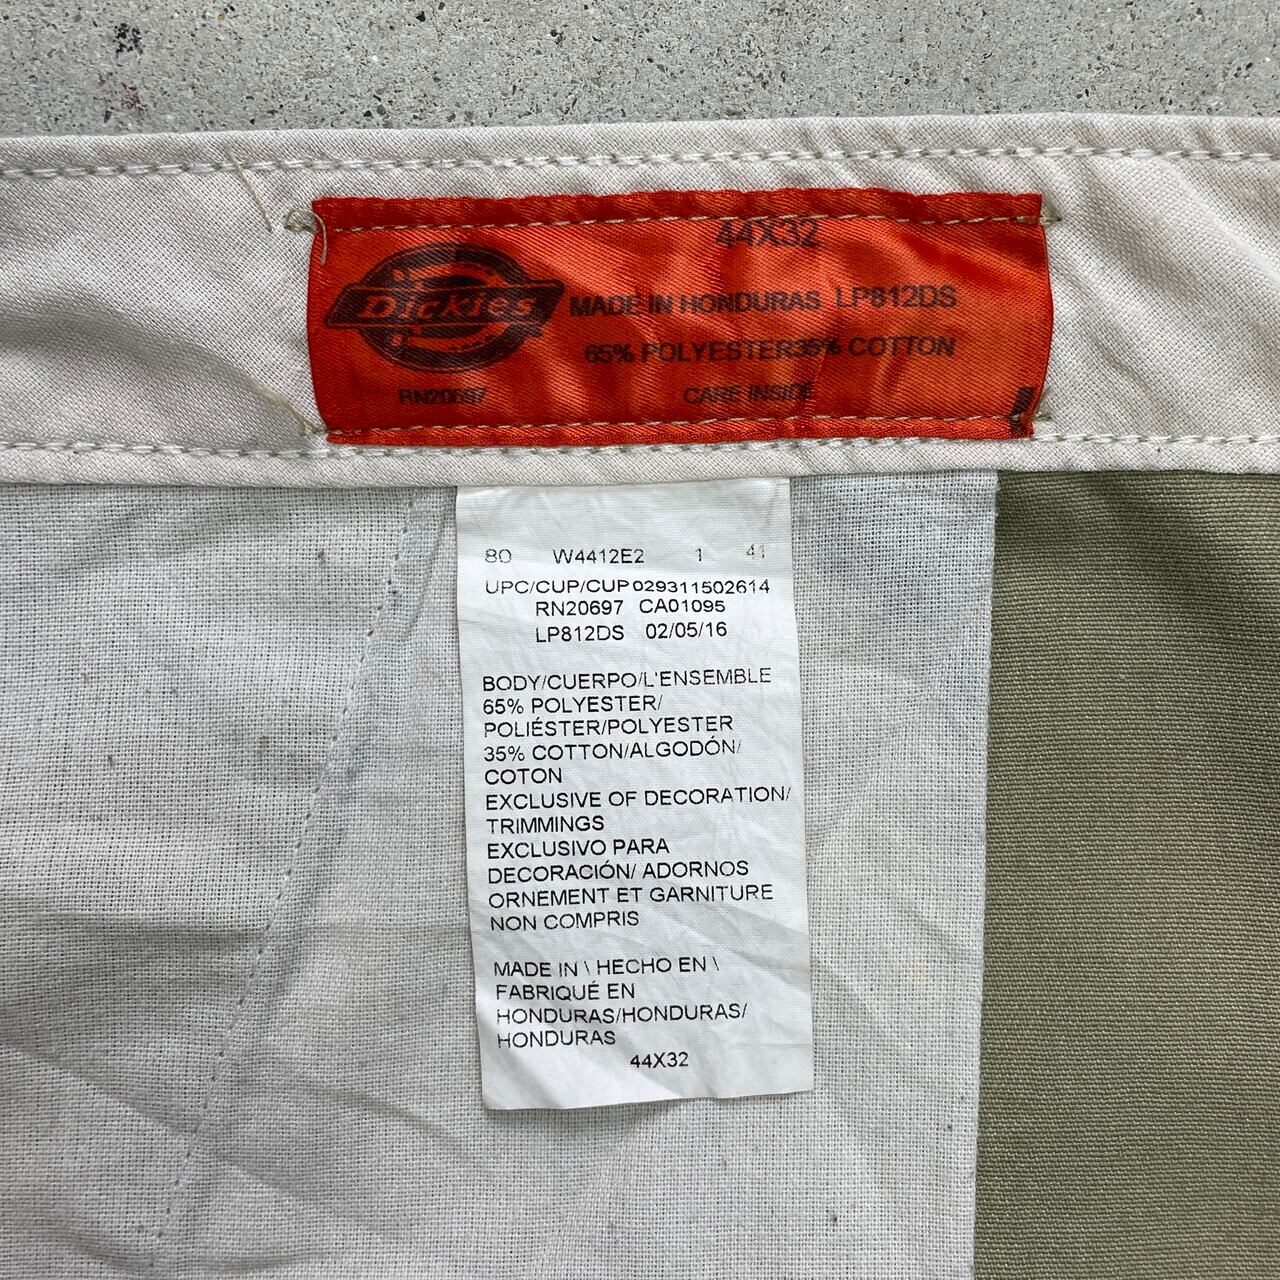 44X32
Dickies
MADE IN HONDURAS LP812DS
65% POLYESTER35% COTTON
RN20697
CARE INSIDE
80 W4412E2 1 41
UPC/CUP/CUP029311502614
RN20697 CA01095
LP812DS 02/05/16
BODY/CUERPO/L'ENSEMBLE
65% POLYESTER/
POLIÉSTER/POLYESTER
35% COTTON/ALGODÓN/
COTON
EXCLUSIVE OF DECORATION/
TRIMMINGS
EXCLUSIVO PARA
DECORACIÓN/ ADORNOS
ORNEMENT ET GARNITURE
NON COMPRIS
MADE IN \ HECHO EN \
FABRIQUÉ EN
HONDURAS/HONDURAS/
HONDURAS
44X32